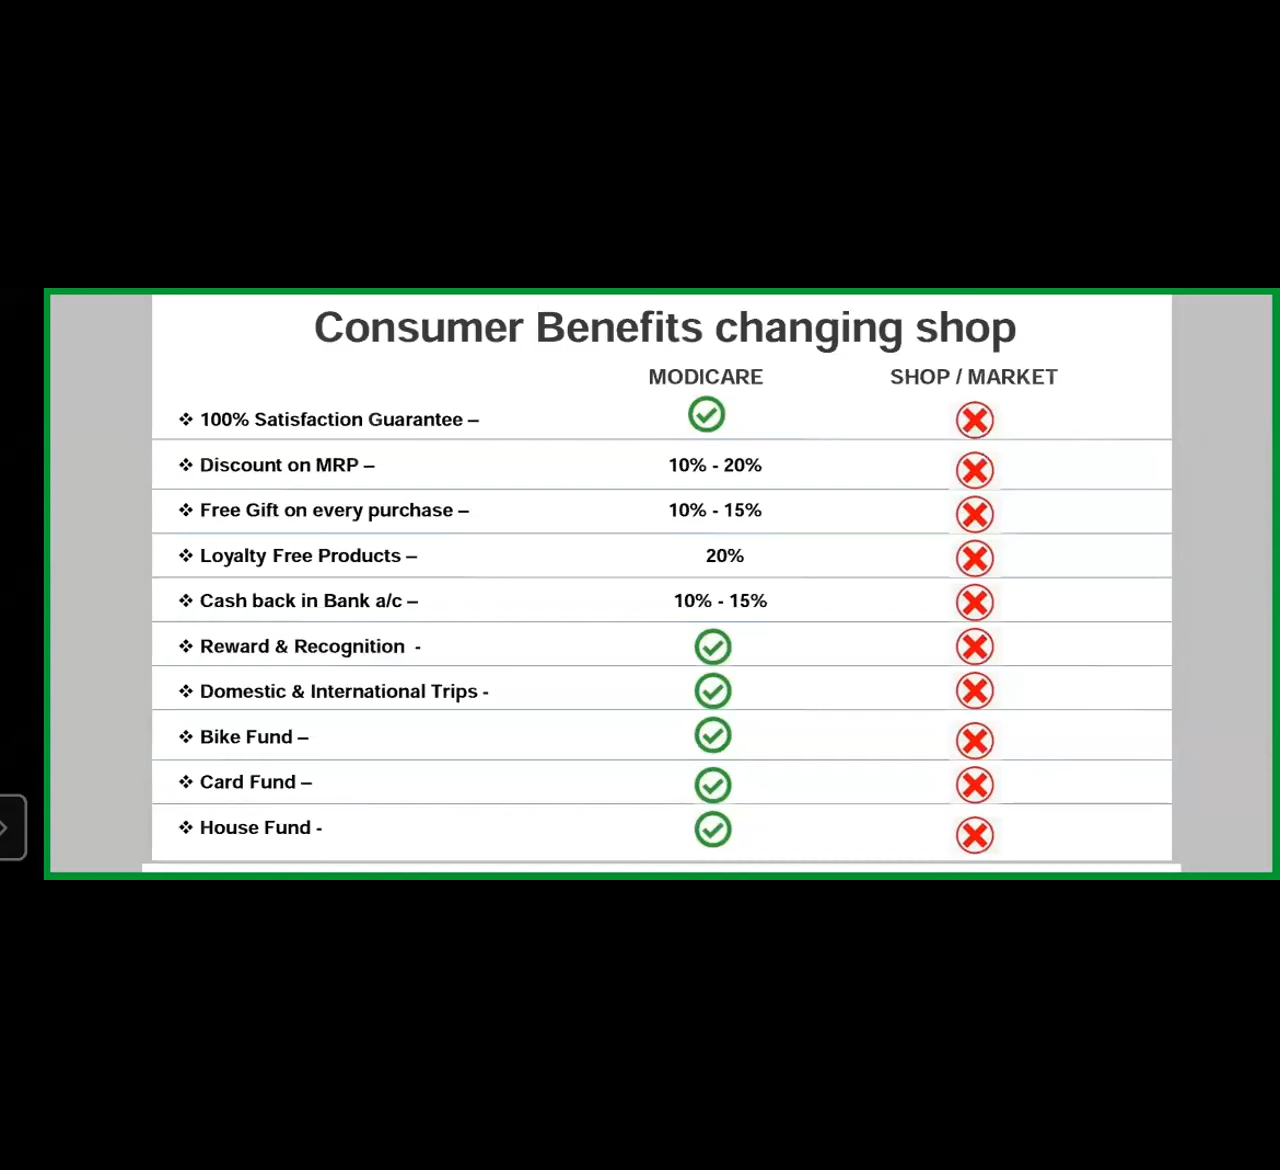 Consumer Benefits changing shop
MODICARE SHOP / MARKET
❖ 100% Satisfaction Guarantee –
❖ Discount on MRP – 10% - 20%
❖ Free Gift on every purchase – 10% - 15%
❖ Loyalty Free Products – 20%
❖ Cash back in Bank a/c – 10% - 15%
❖ Reward & Recognition -
❖ Domestic & International Trips -
❖ Bike Fund –
❖ Card Fund –
❖ House Fund -